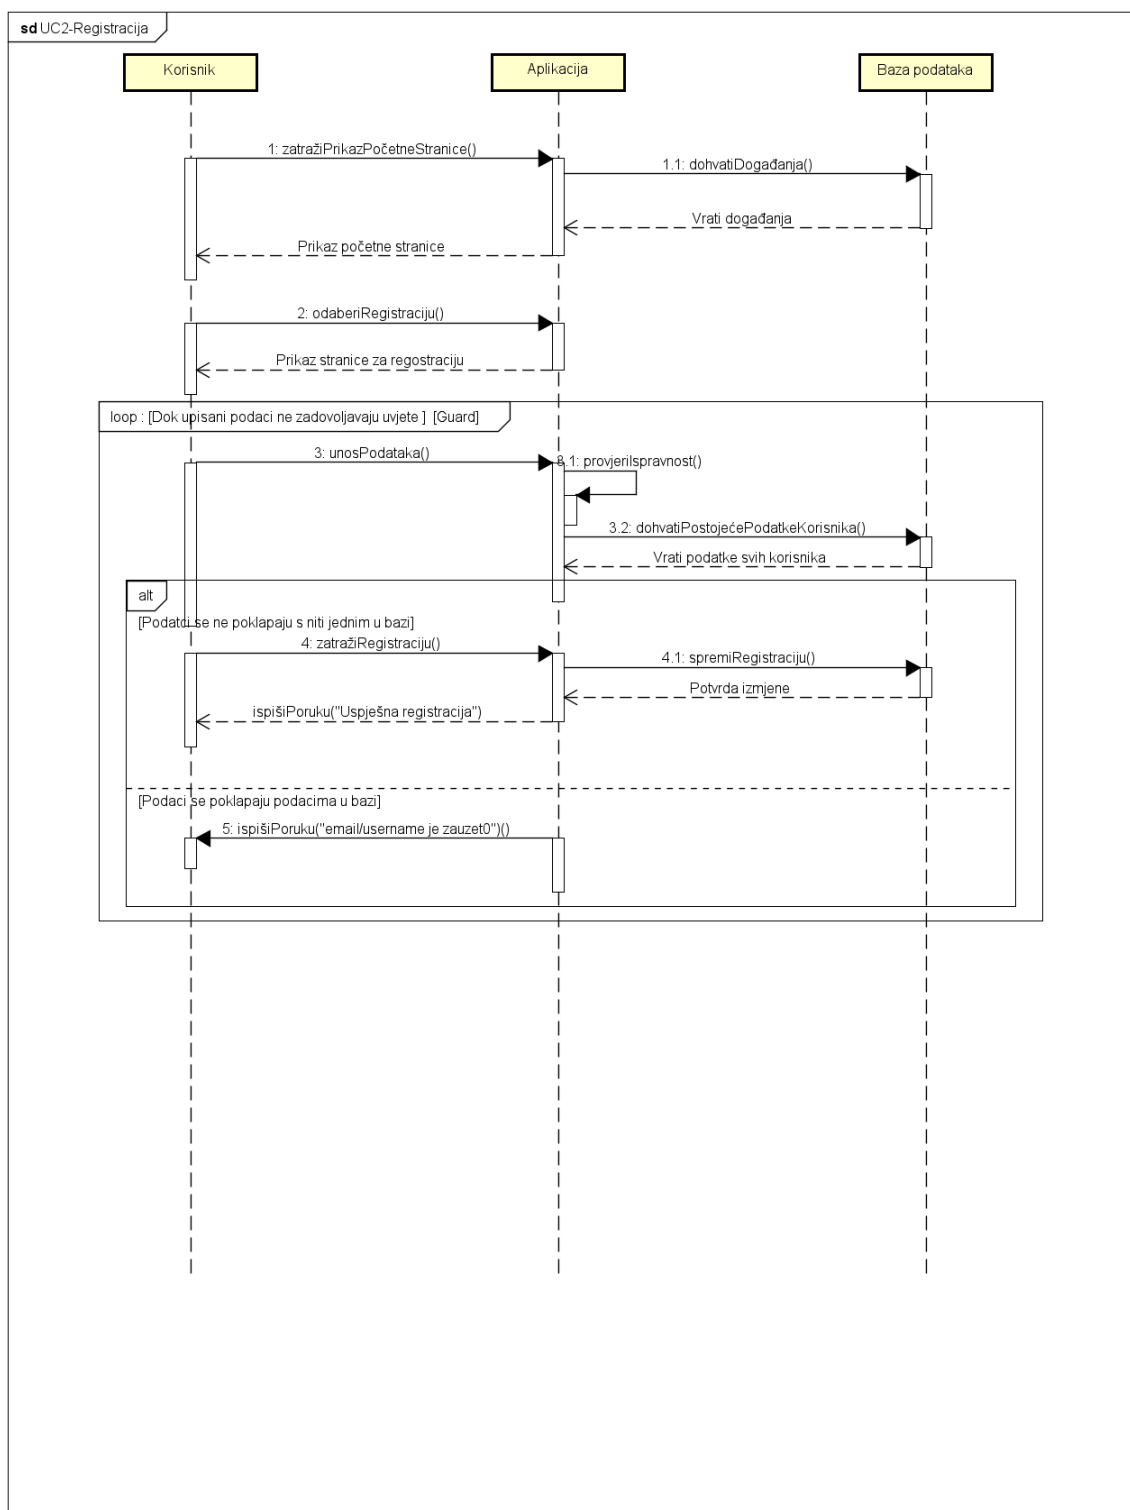 sd UC2-Registracija
Korisnik
Aplikacija
Baza podataka
1: zatražiPrikazPočetneStranice()
1.1: dohvatiDogađanja()
Vrati događanja
Prikaz početne stranice
2: odaberiRegistraciju()
Prikaz stranice za regostraciju
loop : [Dok upisani podaci ne zadovoljavaju uvjete ] [Guard]
3: unosPodataka()
3.1: provjeriIspravnost()
3.2: dohvatiPostojećePodatkeKorisnika()
Vrati podatke svih korisnika
alt
[Podatci se ne poklapaju s niti jednim u bazi]
4: zatražiRegistraciju()
4.1: spremiRegistraciju()
Potvrda izmjene
ispišiPoruku("Uspješna registracija")
[Podaci se poklapaju podacima u bazi]
5: ispišiPoruku("email/username je zauzet0")()